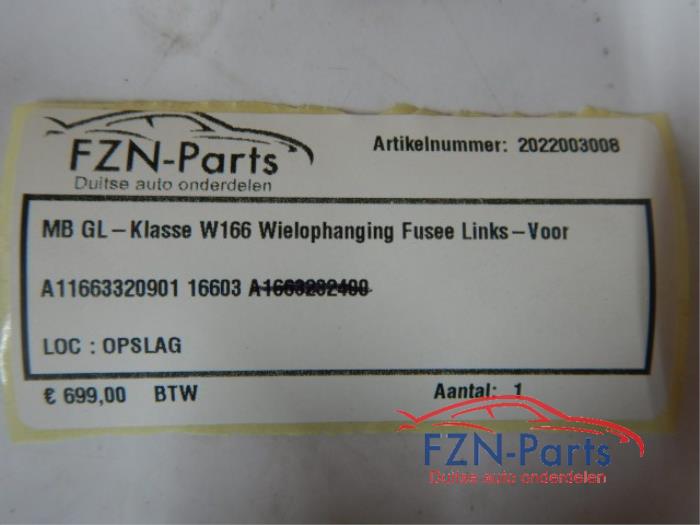 FZN-Parts
Duitse auto onderdelen
Artikelnummer: 2022003008
MB GL-Klasse W166 Wielophanging Fusee Links-Voor
A11663320901 16603 A1663202400
LOC : OPSLAG
€ 699,00 BTW Aantal: 1
FZN-Parts
Duitse auto onderdelen